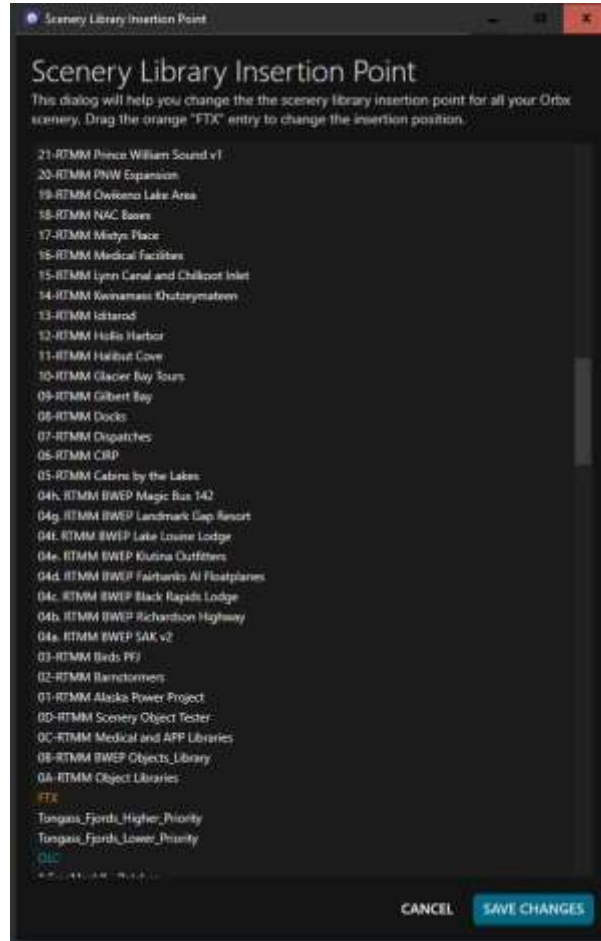 Scenery Library Insertion Point
Scenery Library Insertion Point
This dialog will help you change the the scenery library insertion point for all your Orbx
scenery. Drag the orange "FTX" entry to change the insertion position.
21-RTMM Prince William Sound v1
20-RTMM PNW Expansion
19-RTMM Owikeno Lake Area
18-RTMM NAC Bases
17-RTMM Mistys Place
16-RTMM Medical Facilities
15-RTMM Lynn Canal and Chilkoot Inlet
14-RTMM Kwinamass Khutzeymateen
13-RTMM Iditarod
12-RTMM Hollis Harbor
11-RTMM Halibut Cove
10-RTMM Glacier Bay Tours
09-RTMM Gilbert Bay
08-RTMM Docks
07-RTMM Dispatches
06-RTMM CIRP
05-RTMM Cabins by the Lakes
04h. RTMM BWEP Magic Bus 142
04g. RTMM BWEP Landmark Gap Resort
04f. RTMM BWEP Lake Louise Lodge
04e. RTMM BWEP Klutina Outfitters
04d. RTMM BWEP Fairbanks AI Floatplanes
04c. RTMM BWEP Black Rapids Lodge
04b. RTMM BWEP Richardson Highway
04a. RTMM BWEP SAK v2
03-RTMM Birds PFJ
02-RTMM Barnstormers
01-RTMM Alaska Power Project
0D-RTMM Scenery Object Tester
0C-RTMM Medical and APP Libraries
0B-RTMM BWEP Objects_Library
0A-RTMM Object Libraries
FTX
Tongass_Fjords_Higher_Priority
Tongass_Fjords_Lower_Priority
OLC
CANCEL
SAVE CHANGES